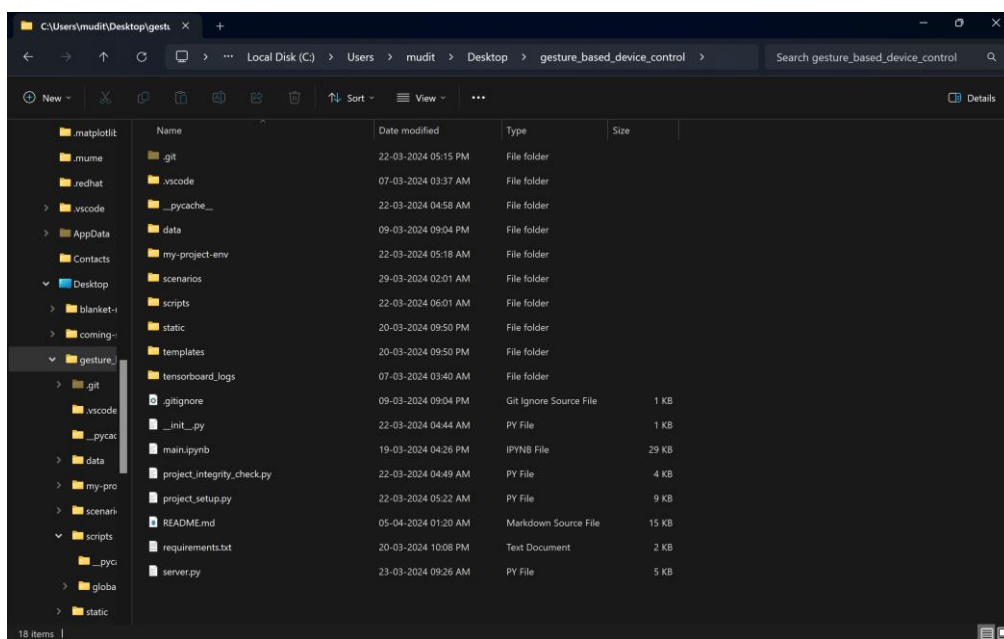 C:\Users\mudit\Desktop\gestu
Local Disk (C:) > Users > mudit > Desktop > gesture_based_device_control >
Search gesture_based_device_control
New
Sort
View
Details
.matplotlib
.mume
.redhat
.vscode
AppData
Contacts
Desktop
blanket-
coming-
gesture_
.git
.vscode
__pycac
data
my-pro
scenari
scripts
__pyc
globa
static
Name Date modified Type Size
.git 22-03-2024 05:15 PM File folder
.vscode 07-03-2024 03:37 AM File folder
__pycache__ 22-03-2024 04:58 AM File folder
data 09-03-2024 09:04 PM File folder
my-project-env 22-03-2024 05:18 AM File folder
scenarios 29-03-2024 02:01 AM File folder
scripts 22-03-2024 06:01 AM File folder
static 20-03-2024 09:50 PM File folder
templates 20-03-2024 09:50 PM File folder
tensorboard_logs 07-03-2024 03:40 AM File folder
.gitignore 09-03-2024 09:04 PM Git Ignore Source File 1 KB
__init__.py 22-03-2024 04:44 AM PY File 1 KB
main.ipynb 19-03-2024 04:26 PM IPYNB File 29 KB
project_integrity_check.py 22-03-2024 04:49 AM PY File 4 KB
project_setup.py 22-03-2024 05:22 AM PY File 9 KB
README.md 05-04-2024 01:20 AM Markdown Source File 15 KB
requirements.txt 20-03-2024 10:08 PM Text Document 2 KB
server.py 23-03-2024 09:26 AM PY File 5 KB
18 items